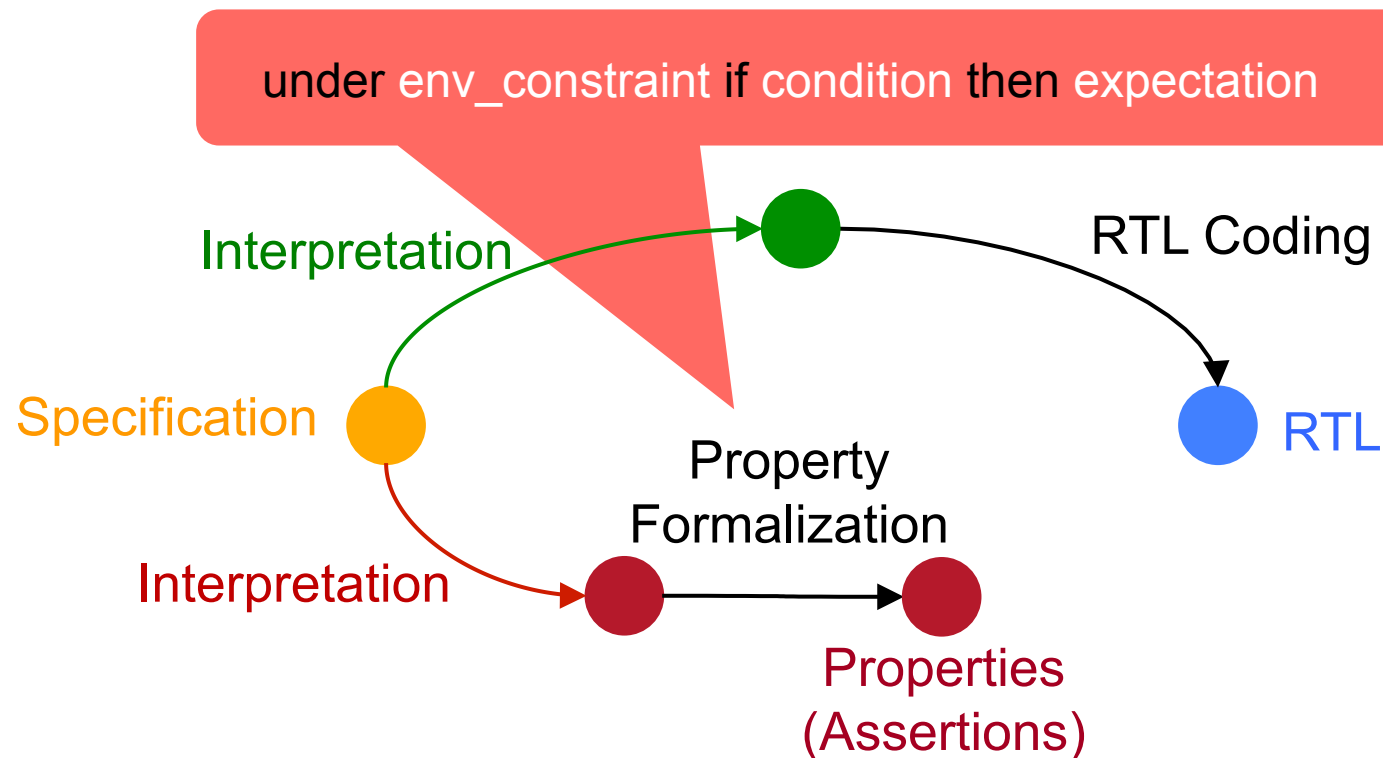 under env_constraint if condition then expectation
Interpretation
RTL Coding
Specification
RTL
Property
Formalization
Interpretation
Properties
(Assertions)